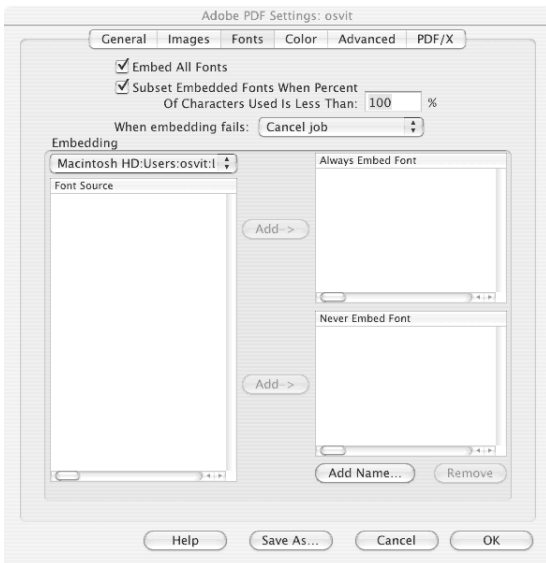 Adobe PDF Settings: osvit
General Images Fonts Color Advanced PDF/X
Embed All Fonts
Subset Embedded Fonts When Percent
Of Characters Used Is Less Than: 100 %
When embedding fails: Cancel job
Embedding
Macintosh HD:Users:osvit:l
Always Embed Font
Font Source
Add->
Never Embed Font
Add->
Add Name... Remove
Help Save As... Cancel OK